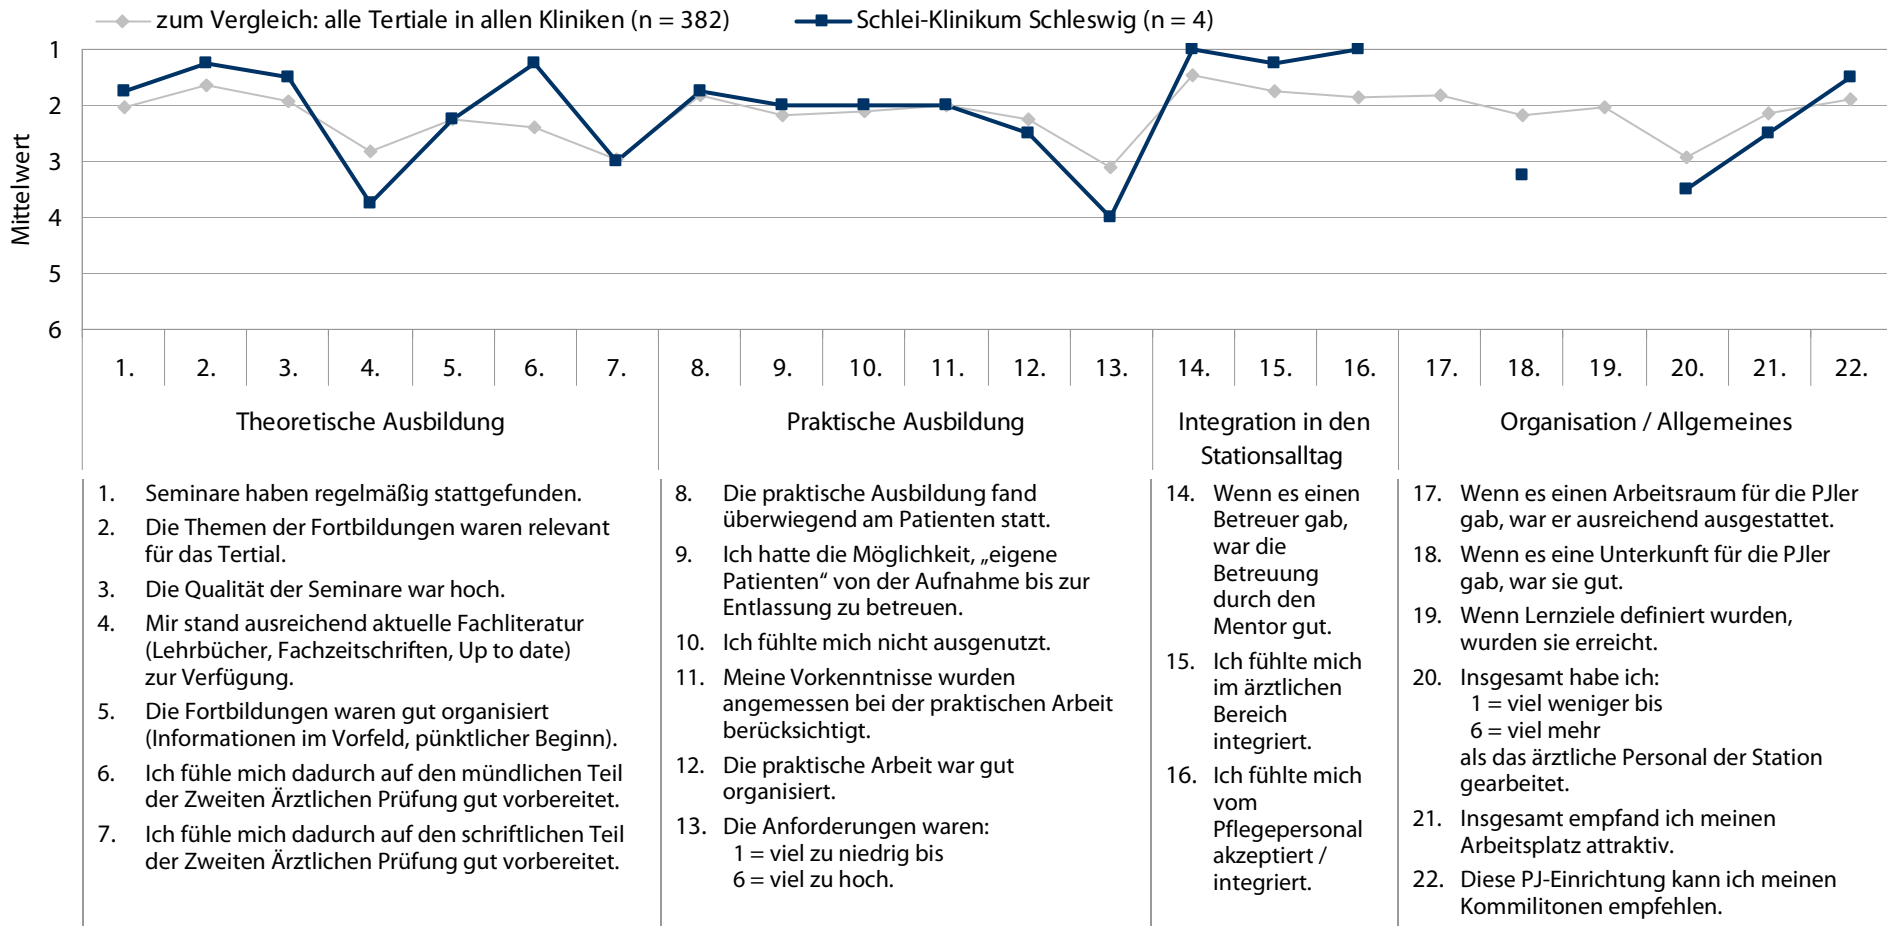 zum Vergleich: alle Tertiale in allen Kliniken (n = 382)
Schlei-Klinikum Schleswig (n = 4)
Mittelwert
1
2
3
4
5
6
1. 2. 3. 4. 5. 6. 7. 8. 9. 10. 11. 12. 13. 14. 15. 16. 17. 18. 19. 20. 21. 22.
Theoretische Ausbildung
Praktische Ausbildung
Integration in den
Stationsalltag
Organisation / Allgemeines
1. Seminare haben regelmäßig stattgefunden.
2. Die Themen der Fortbildungen waren relevant
für das Tertial.
3. Die Qualität der Seminare war hoch.
4. Mir stand ausreichend aktuelle Fachliteratur
(Lehrbücher, Fachzeitschriften, Up to date)
zur Verfügung.
5. Die Fortbildungen waren gut organisiert
(Informationen im Vorfeld, pünktlicher Beginn).
6. Ich fühle mich dadurch auf den mündlichen Teil
der Zweiten Ärztlichen Prüfung gut vorbereitet.
7. Ich fühle mich dadurch auf den schriftlichen Teil
der Zweiten Ärztlichen Prüfung gut vorbereitet.
8. Die praktische Ausbildung fand
überwiegend am Patienten statt.
9. Ich hatte die Möglichkeit, „eigene
Patienten“ von der Aufnahme bis zur
Entlassung zu betreuen.
10. Ich fühlte mich nicht ausgenutzt.
11. Meine Vorkenntnisse wurden
angemessen bei der praktischen Arbeit
berücksichtigt.
12. Die praktische Arbeit war gut
organisiert.
13. Die Anforderungen waren:
1 = viel zu niedrig bis
6 = viel zu hoch.
14. Wenn es einen
Betreuer gab,
war die
Betreuung
durch den
Mentor gut.
15. Ich fühlte mich
im ärztlichen
Bereich
integriert.
16. Ich fühlte mich
vom
Pflegepersonal
akzeptiert /
integriert.
17. Wenn es einen Arbeitsraum für die PJler
gab, war er ausreichend ausgestattet.
18. Wenn es eine Unterkunft für die PJler
gab, war sie gut.
19. Wenn Lernziele definiert wurden,
wurden sie erreicht.
20. Insgesamt habe ich:
1 = viel weniger bis
6 = viel mehr
als das ärztliche Personal der Station
gearbeitet.
21. Insgesamt empfand ich meinen
Arbeitsplatz attraktiv.
22. Diese PJ-Einrichtung kann ich meinen
Kommilitonen empfehlen.